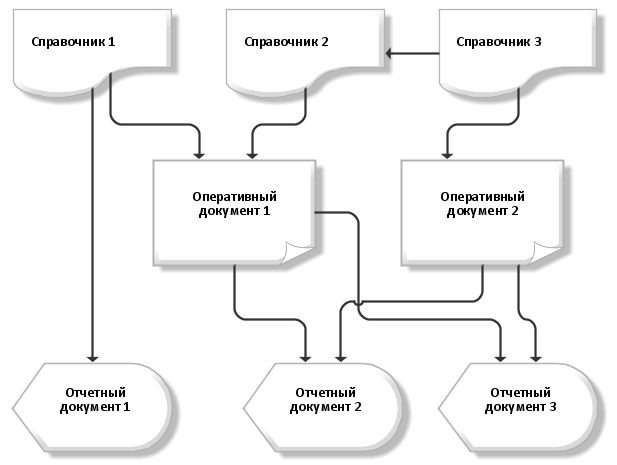 Справочник 1
Справочник 2
Справочник 3
Оперативный
документ 1
Оперативный
документ 2
Отчетный
документ 1
Отчетный
документ 2
Отчетный
документ 3